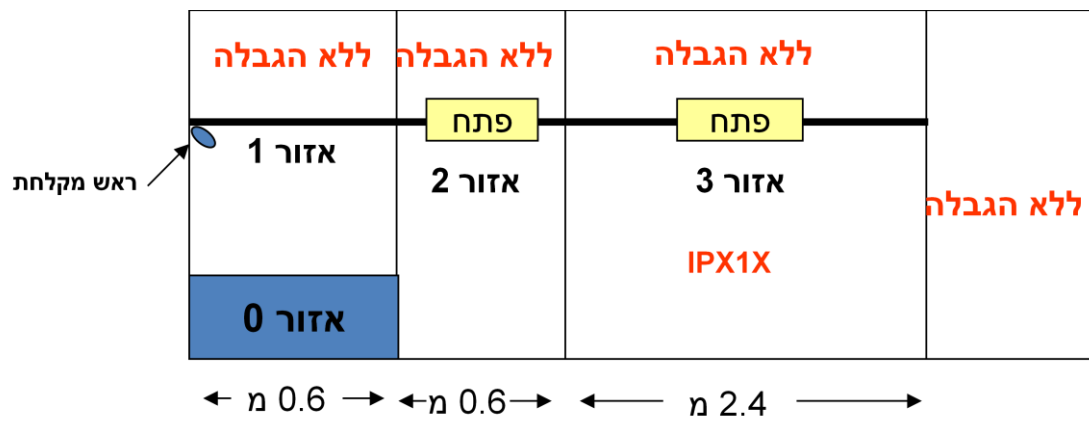 ללא הגבלה
ללא הגבלה
ללא הגבלה
פתח
פתח
ראש מקלחת
אזור 1
אזור 2
אזור 3
ללא הגבלה
IPX1X
אזור 0
0.6 מ
0.6 מ
2.4 מ